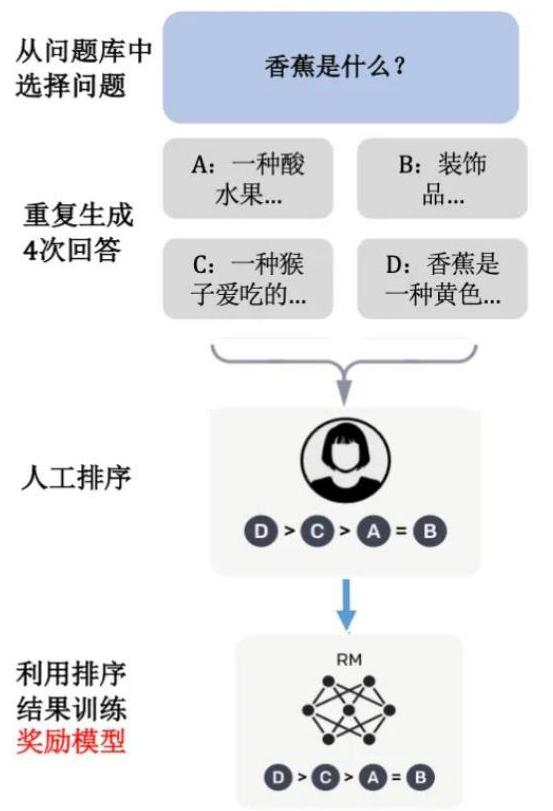 从问题库中
选择问题
香蕉是什么？
重复生成
4次回答
A：一种酸
水果...
B：装饰
品...
C：一种猴
子爱吃的...
D：香蕉是
一种黄色...
人工排序
D > C > A = B
利用排序
结果训练
奖励模型
RM
D > C > A = B